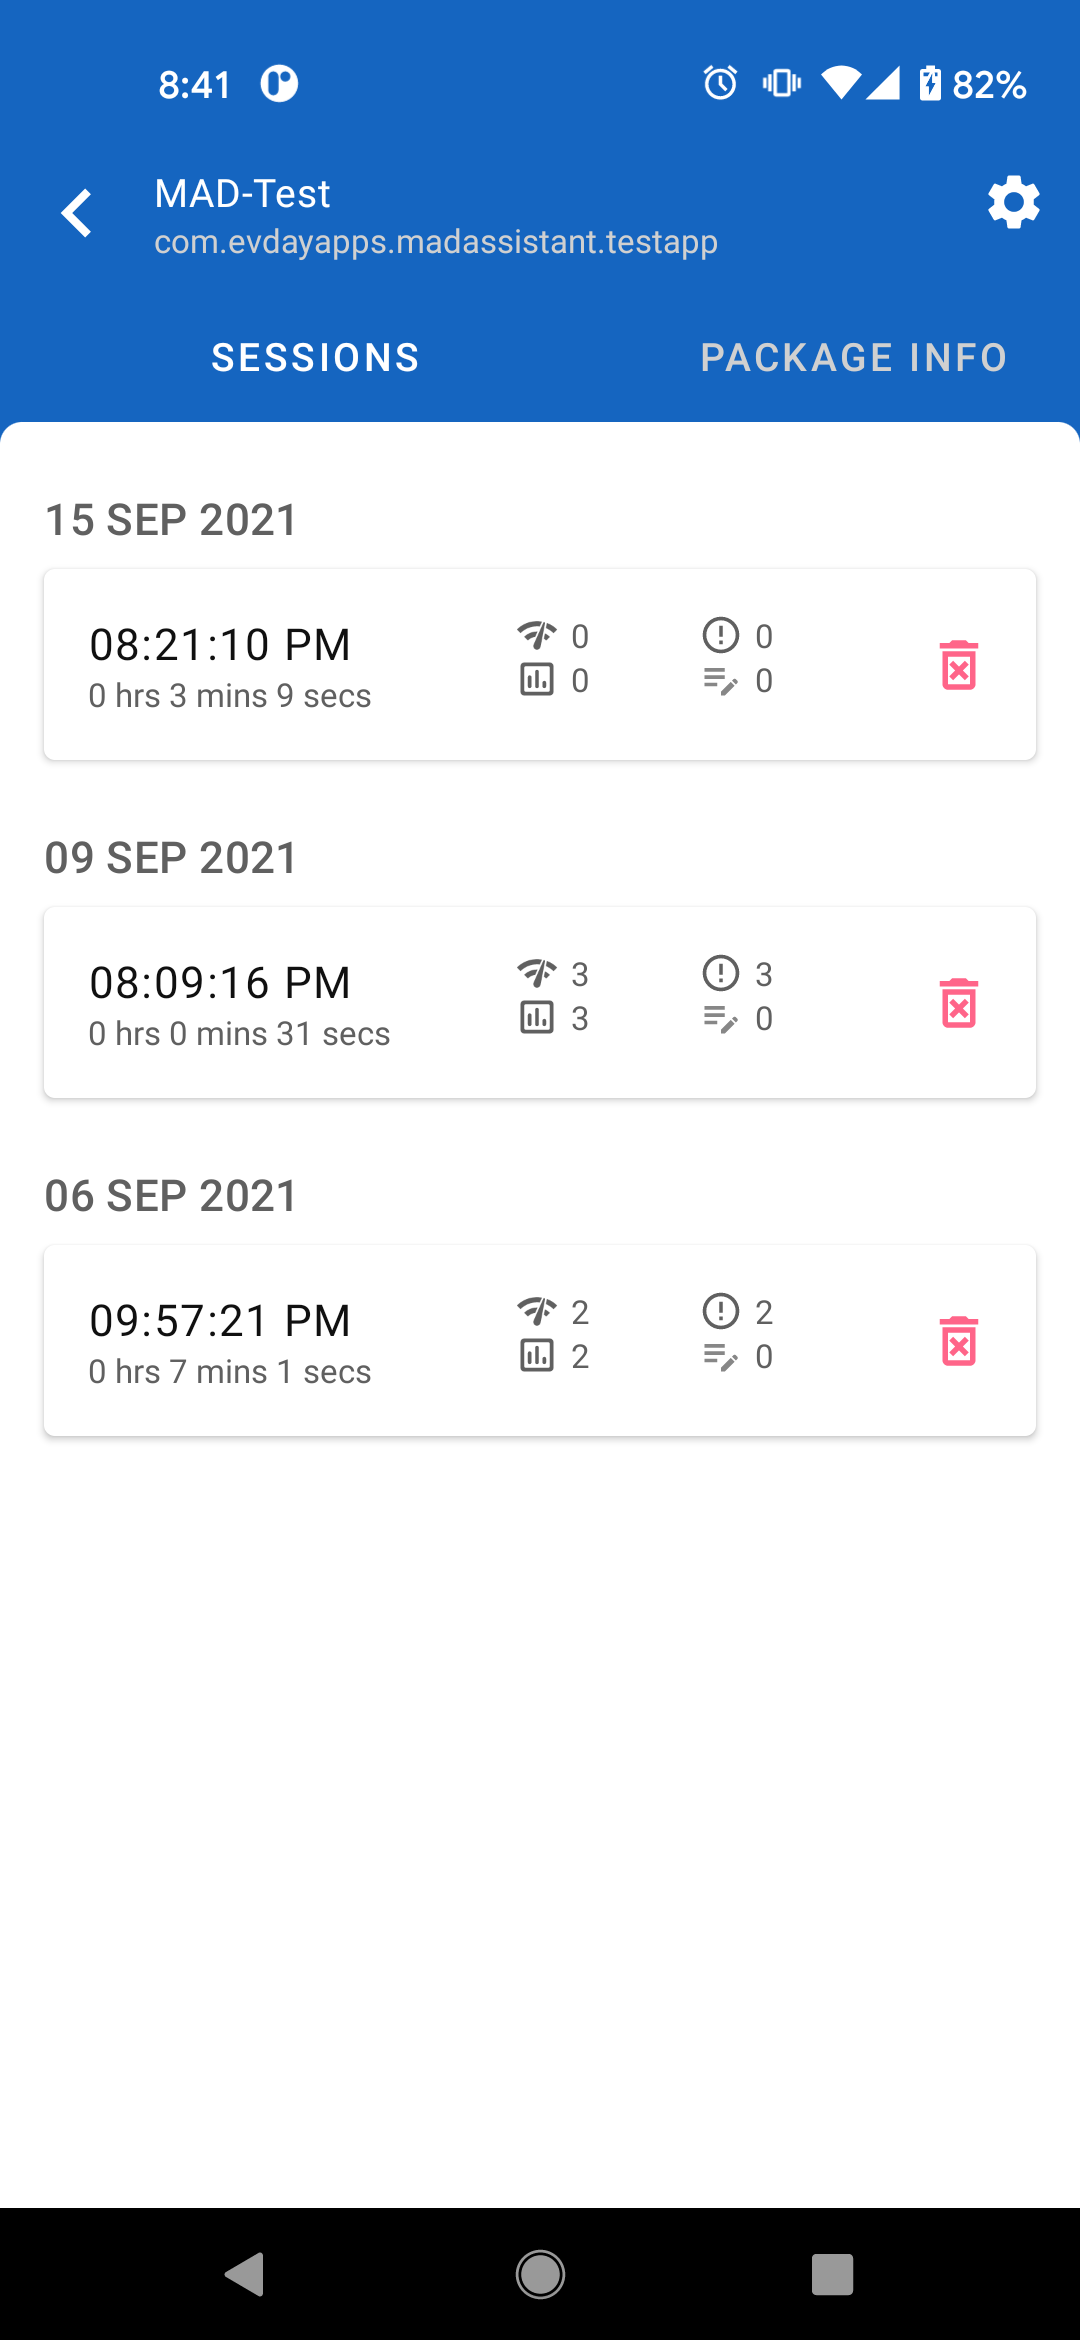 8:41
82%
MAD-Test
com.evdayapps.madassistant.testapp
SESSIONS
PACKAGE INFO
15 SEP 2021
08:21:10 PM
0 hrs 3 mins 9 secs
0
0
0
0
09 SEP 2021
08:09:16 PM
0 hrs 0 mins 31 secs
3
3
3
0
06 SEP 2021
09:57:21 PM
0 hrs 7 mins 1 secs
2
2
2
0